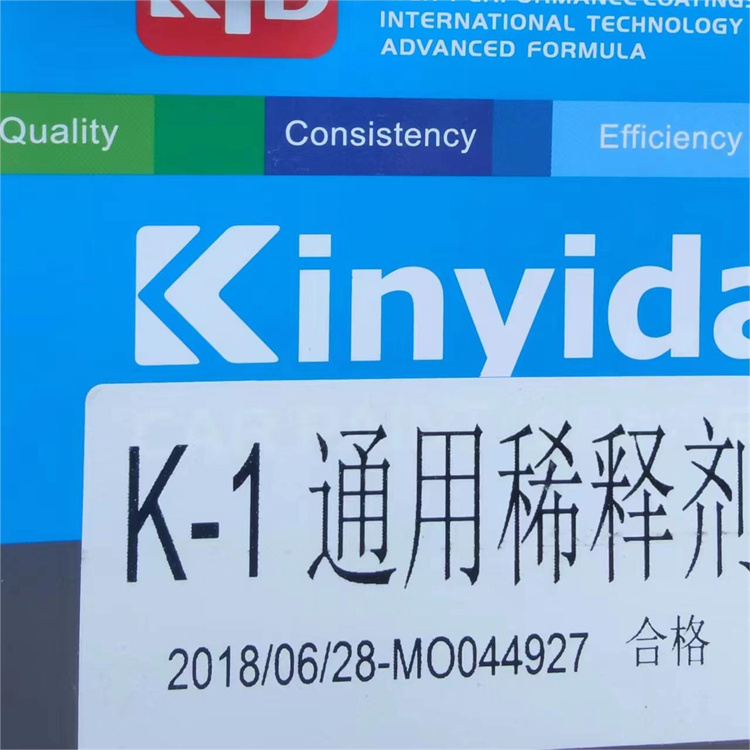 KYD
INTERNATIONAL TECHNOLOGY
ADVANCED FORMULA
Quality Consistency Efficiency
Kinyida
K-1 通用稀释剂
2018/06/28-MO044927 合格